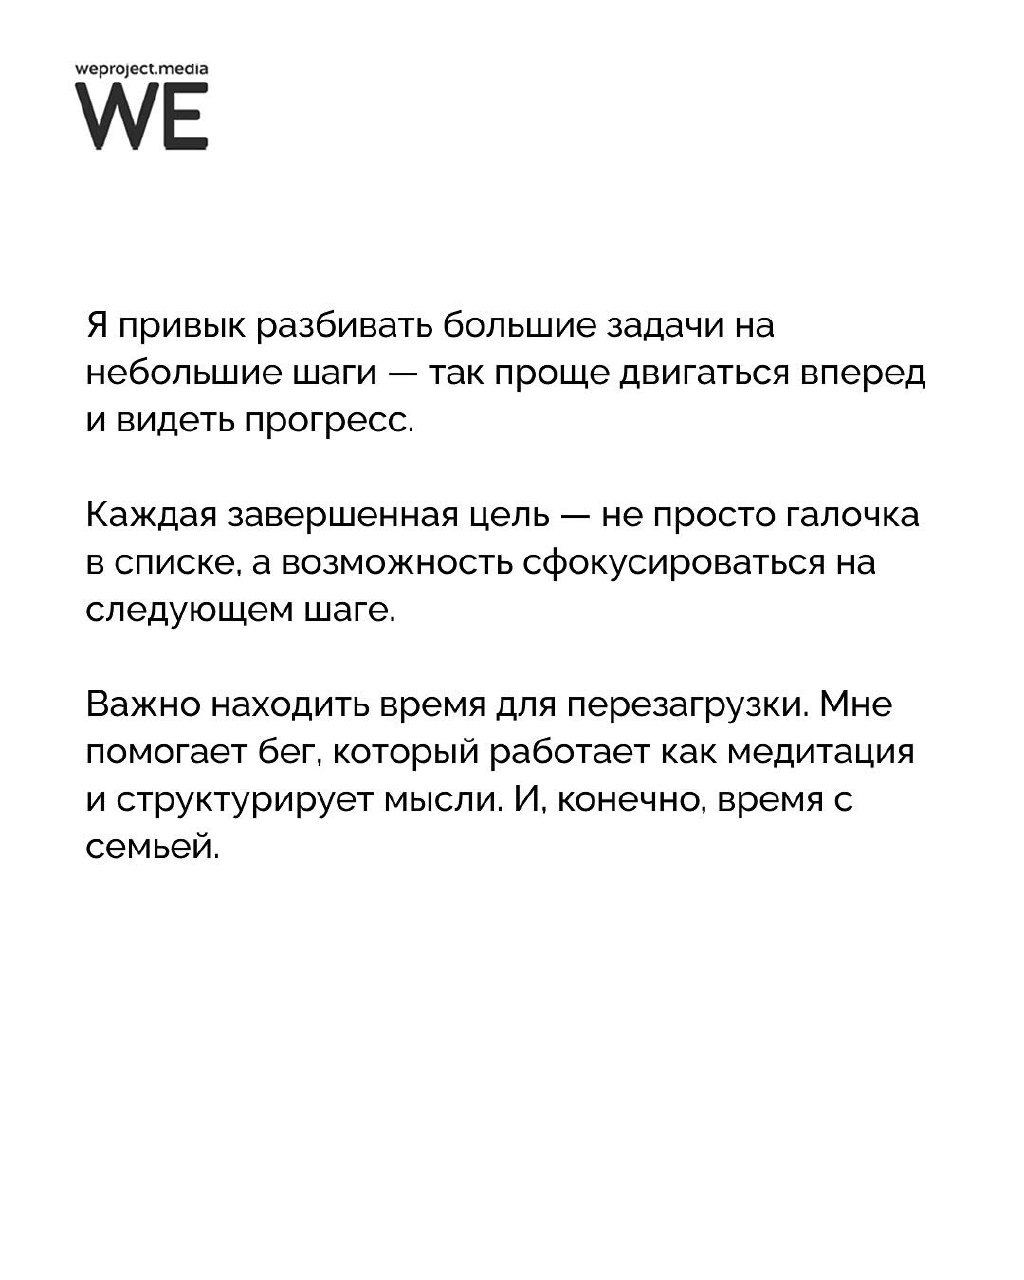 weproject.media
WE
Я привык разбивать большие задачи на
небольшие шаги — так проще двигаться вперед
и видеть прогресс.
Каждая завершенная цель — не просто галочка
в списке, а возможность сфокусироваться на
следующем шаге.
Важно находить время для перезагрузки. Мне
помогает бег, который работает как медитация
и структурирует мысли. И, конечно, время с
семьей.